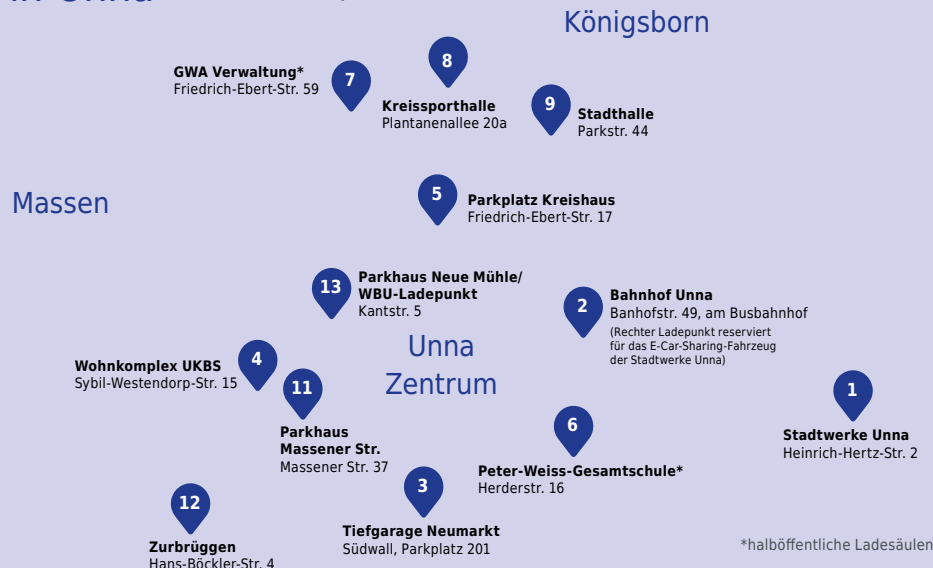 in Unna
Königsborn
8
GWA Verwaltung*
Friedrich-Ebert-Str. 59
7
Kreissporthalle
Plantanenallee 20a
9
Stadthalle
Parkstr. 44
Massen
5
Parkplatz Kreishaus
Friedrich-Ebert-Str. 17
13
Parkhaus Neue Mühle/
WBU-Ladepunkt
Kantstr. 5
2
Bahnhof Unna
Banhofstr. 49, am Busbahnhof
(Rechter Ladepunkt reserviert
für das E-Car-Sharing-Fahrzeug
der Stadtwerke Unna)
Unna
Zentrum
Wohnkomplex UKBS
Sybil-Westendorp-Str. 15
4
11
Parkhaus
Massener Str.
Massener Str. 37
1
Stadtwerke Unna
Heinrich-Hertz-Str. 2
6
Peter-Weiss-Gesamtschule*
Herderstr. 16
3
Tiefgarage Neumarkt
Südwall, Parkplatz 201
12
Zurbrüggen
Hans-Böckler-Str. 4
*halböffentliche Ladesäulen